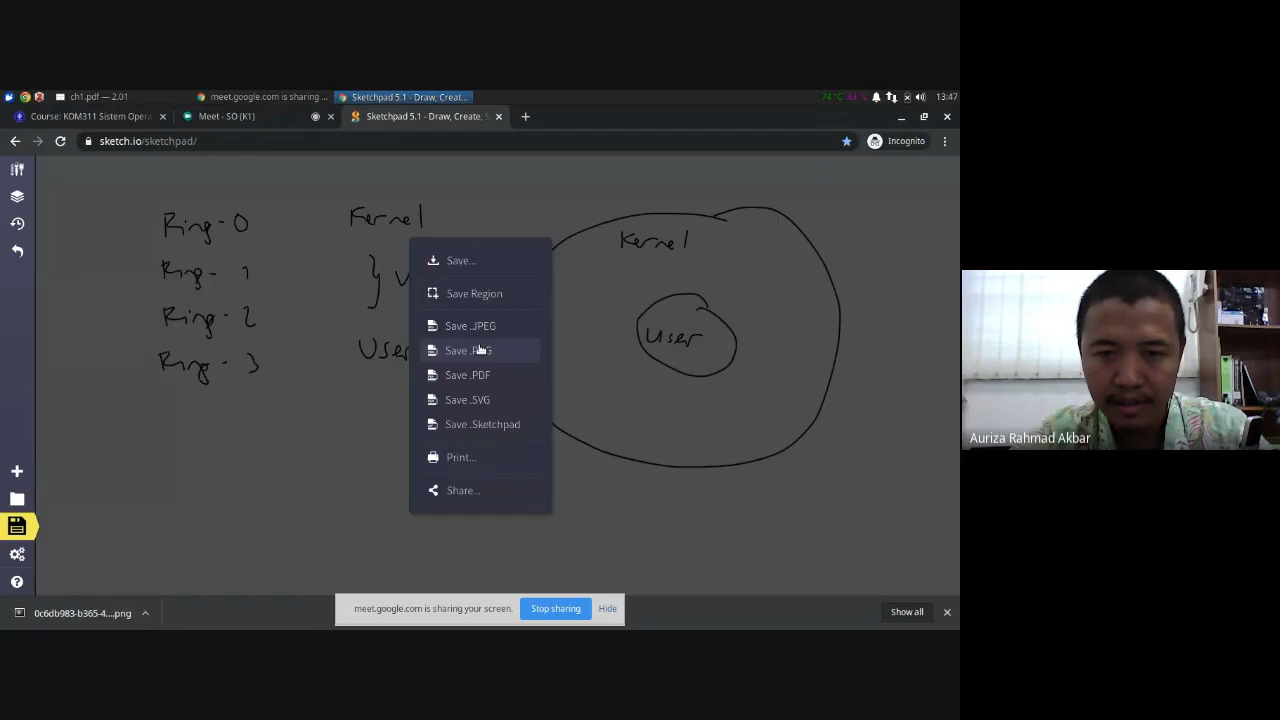 ch1.pdf — 2.01
meet.google.com is sharing ...
Sketchpad 5.1 - Draw, Creat...
74 °C
13:47
Course: KOM311 Sistem Opera
Meet - SO (K1)
Sketchpad 5.1 - Draw, Create, S
sketch.io/sketchpad/
Incognito
Ring - 0
Kernel
Ring - 1
Ring - 2
Ring - 3
User
Kernel
User
Save...
Save Region
Save .JPEG
Save .PNG
Save .PDF
Save .SVG
Save .Sketchpad
Print...
Share...
Auriza Rahmad Akbar
meet.google.com is sharing your screen.
Stop sharing
Hide
0c6db983-b365-4....png
Show all